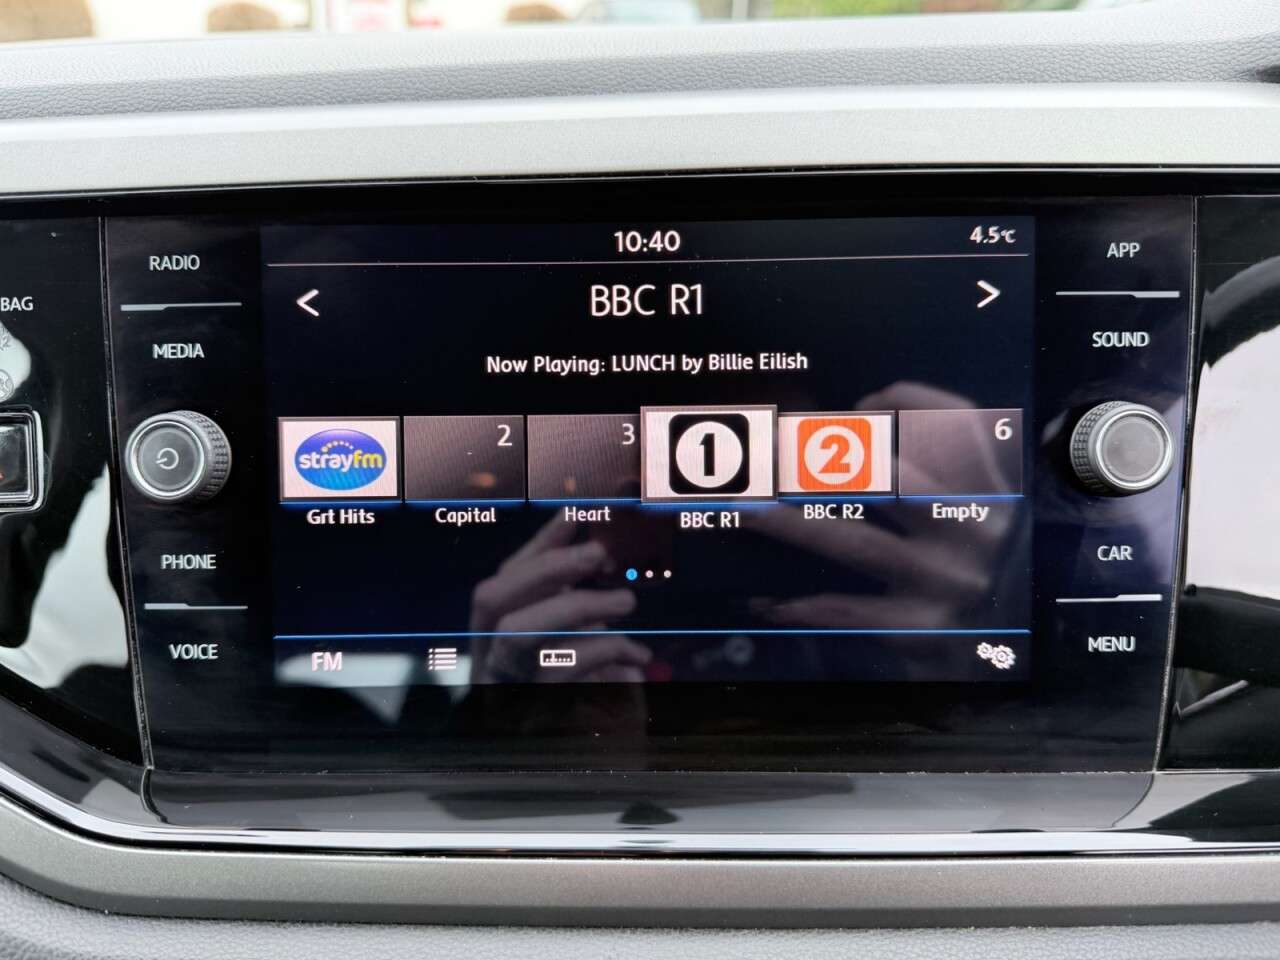 10:40
4.5°C
RADIO
APP
BBC R1
BAG
MEDIA
SOUND
Now Playing: LUNCH by Billie Eilish
strayfm
2
3
1
2
6
Grt Hits
Capital
Heart
BBC R1
BBC R2
Empty
PHONE
CAR
VOICE
MENU
FM